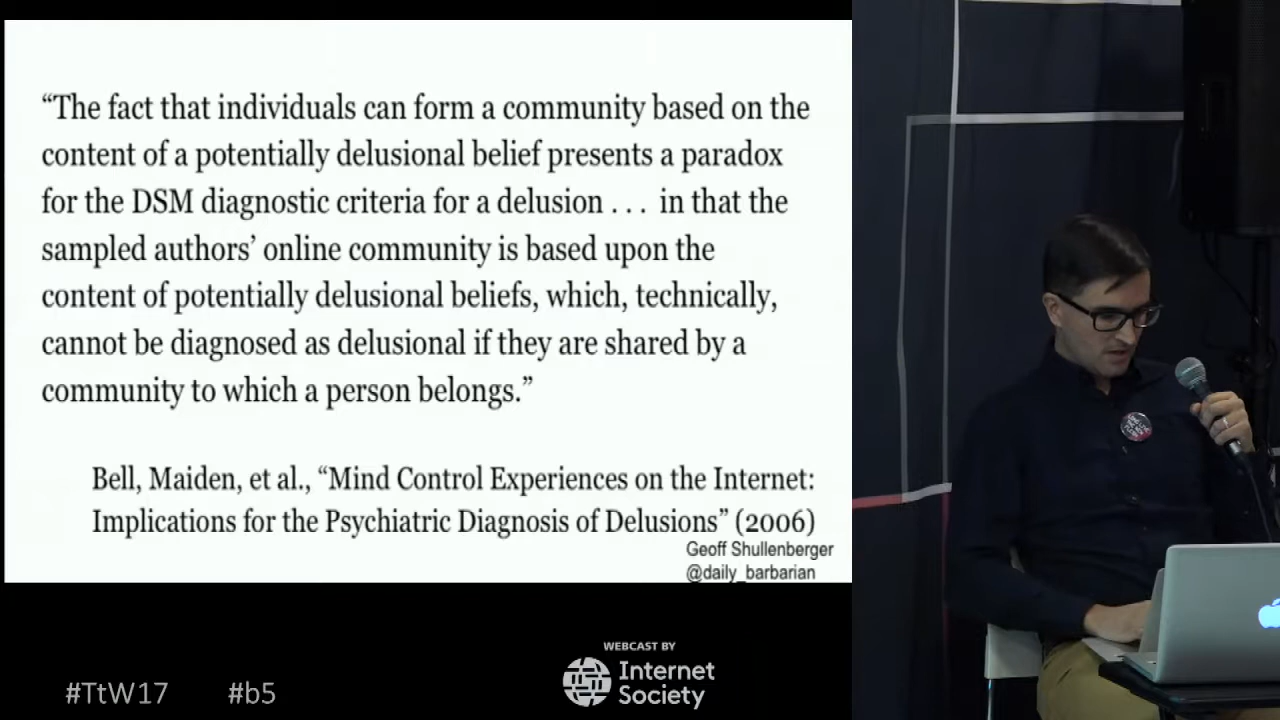 “The fact that individuals can form a community based on the
content of a potentially delusional belief presents a paradox
for the DSM diagnostic criteria for a delusion . . . in that the
sampled authors’ online community is based upon the
content of potentially delusional beliefs, which, technically,
cannot be diagnosed as delusional if they are shared by a
community to which a person belongs.”
Bell, Maiden, et al., “Mind Control Experiences on the Internet:
Implications for the Psychiatric Diagnosis of Delusions” (2006)
Geoff Shullenberger
@daily_barbarian
#TtW17 #b5
WEBCAST BY
Internet
Society